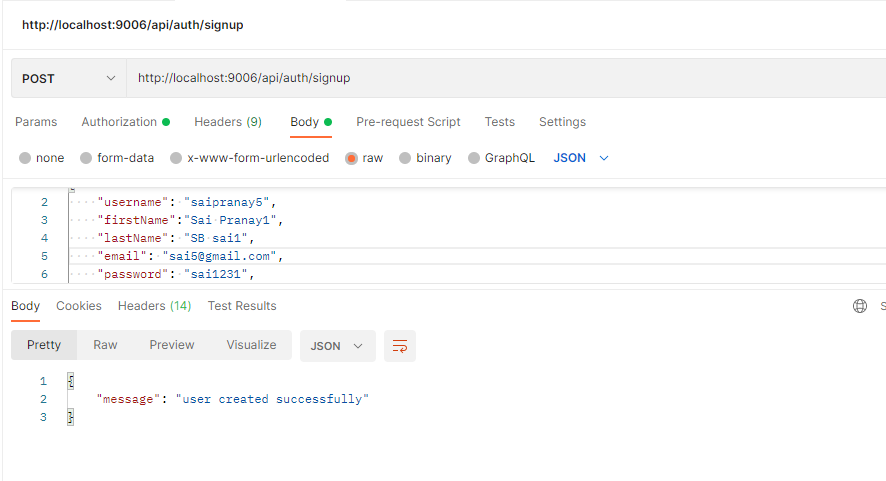 http://localhost:9006/api/auth/signup
POST http://localhost:9006/api/auth/signup
Params Authorization Headers (9) Body Pre-request Script Tests Settings
none form-data x-www-form-urlencoded raw binary GraphQL JSON
2 "username": "saipranay5",
3 "firstName":"Sai Pranay1",
4 "lastName": "SB sai1",
5 "email": "sai5@gmail.com",
6 "password": "sai1231",
Body Cookies Headers (14) Test Results
Pretty Raw Preview Visualize JSON
1 {
2 "message": "user created successfully"
3 }